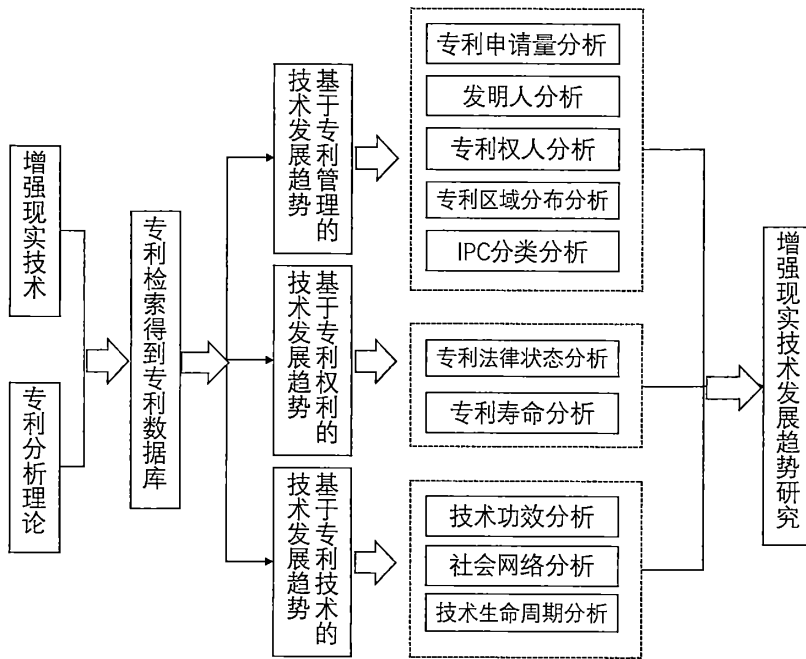 增强现实技术
专利分析理论
专利检索得到专利数据库
基于专利管理的
技术发展趋势
基于专利权利的
技术发展趋势
基于专利技术的
技术发展趋势
专利申请量分析
发明人分析
专利权人分析
专利区域分布分析
IPC分类分析
专利法律状态分析
专利寿命分析
技术功效分析
社会网络分析
技术生命周期分析
增强现实技术发展趋势研究